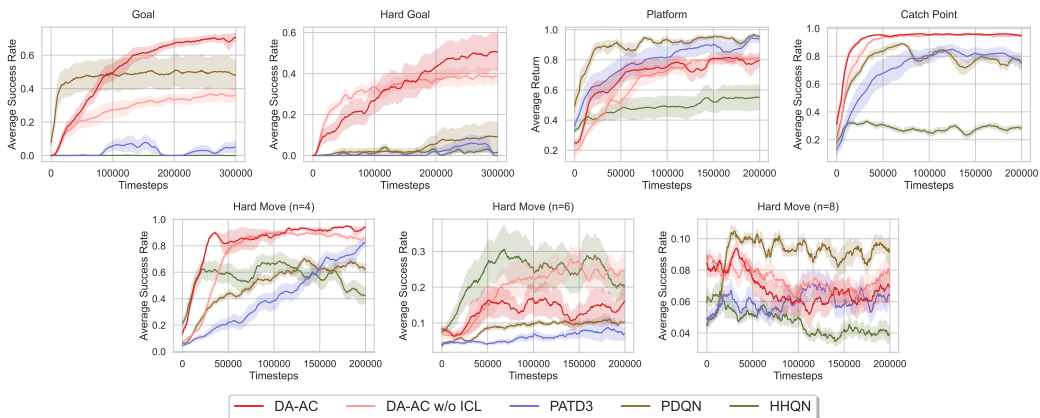 Goal
Hard Goal
Platform
Catch Point
Average Success Rate
0.6
0.4
0.2
0.0
0
100000
200000
300000
Timesteps
Average Success Rate
0.6
0.4
0.2
0.0
0
100000
200000
300000
Timesteps
Average Return
1.0
0.8
0.6
0.4
0.2
0
50000
100000
150000
200000
Timesteps
Average Success Rate
1.0
0.8
0.6
0.4
0.2
0
50000
100000
150000
200000
Timesteps
Hard Move (n=4)
Hard Move (n=6)
Hard Move (n=8)
Average Success Rate
1.0
0.8
0.6
0.4
0.2
0.0
0
50000
100000
150000
200000
Timesteps
Average Success Rate
0.3
0.2
0.1
0
50000
100000
150000
200000
Timesteps
Average Success Rate
0.10
0.08
0.06
0.04
0
50000
100000
150000
200000
Timesteps
DA-AC
DA-AC w/o ICL
PATD3
PDQN
HHQN